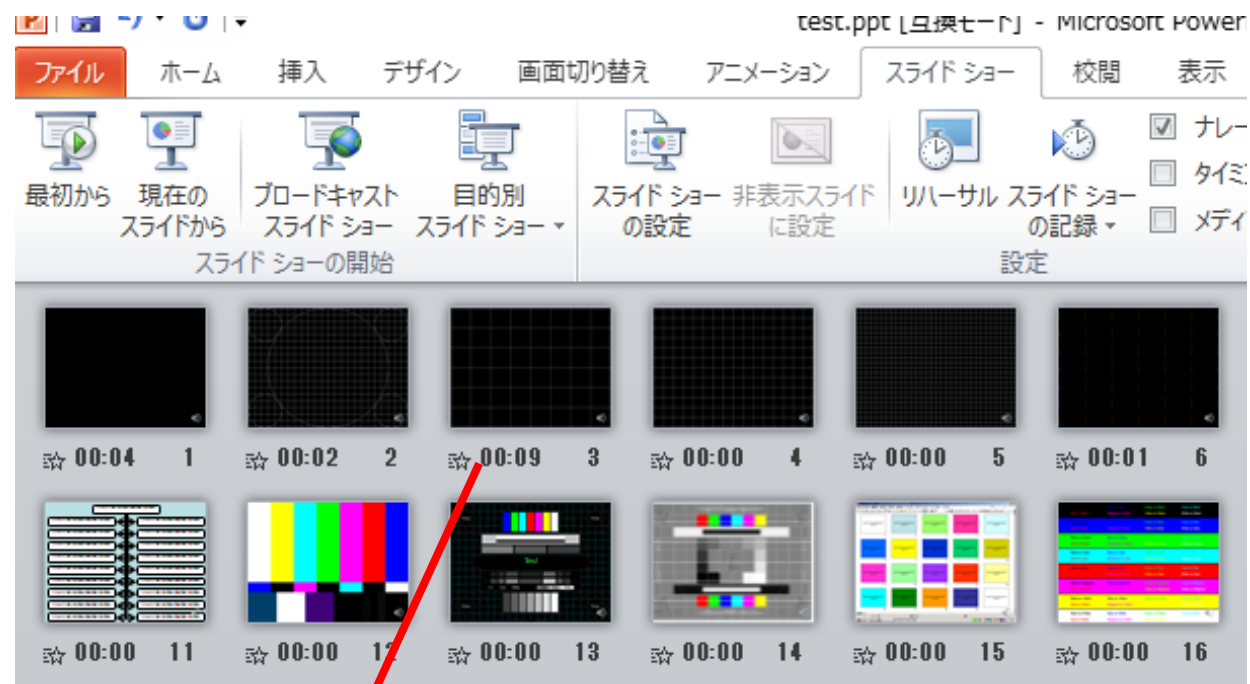 test.ppt [互換モード] - Microsoft Power
ファイル ホーム 挿入 デザイン 画面切り替え アニメーション スライド ショー 校閲 表示
最初から 現在の スライドから ブロードキャスト スライド ショー 目的別 スライド ショー スライド ショー の設定 非表示スライド に設定 リハーサル スライド ショー の記録 ナレー
タイミ
メディ
スライド ショーの開始 設定
00:04 1 00:02 2 00:09 3 00:00 4 00:00 5 00:01 6
00:00 11 00:00 12 00:00 13 00:00 14 00:00 15 00:00 16